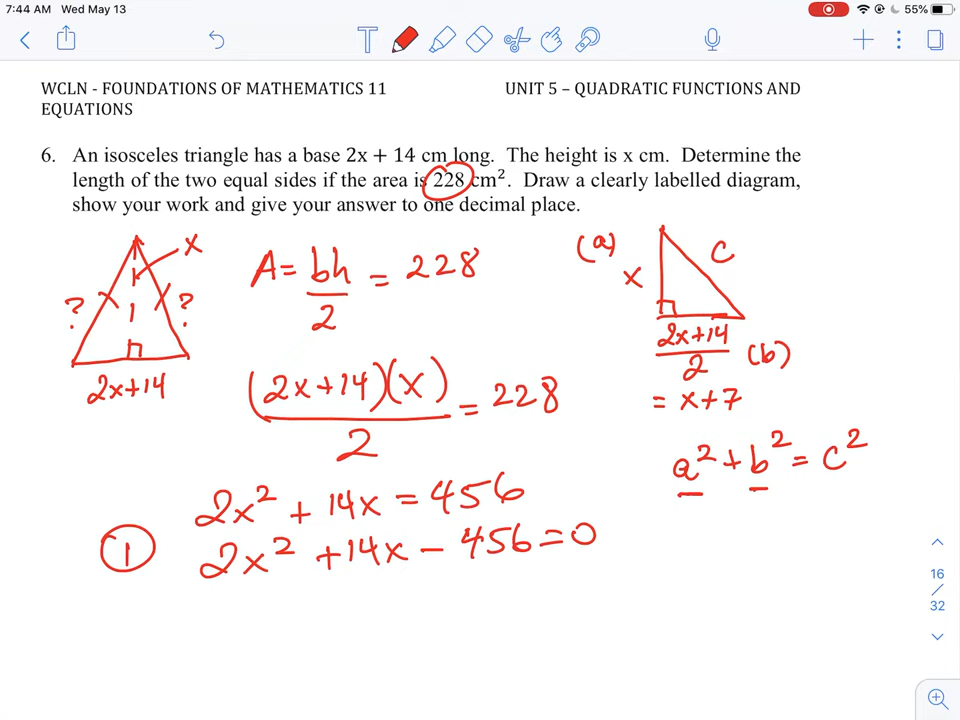 7:44 AM Wed May 13
55%
WCLN - FOUNDATIONS OF MATHEMATICS 11 UNIT 5 – QUADRATIC FUNCTIONS AND
EQUATIONS
6. An isosceles triangle has a base 2x + 14 cm long. The height is x cm. Determine the
length of the two equal sides if the area is 228 cm². Draw a clearly labelled diagram,
show your work and give your answer to one decimal place.
x
? ?
2x+14
A = bh/2 = 228
(2x+14)(x)/2 = 228
2x² + 14x = 456
① 2x² + 14x – 456 = 0
(a) x c
(2x+14)/2 (b)
= x+7
a² + b² = c²
16
/
32